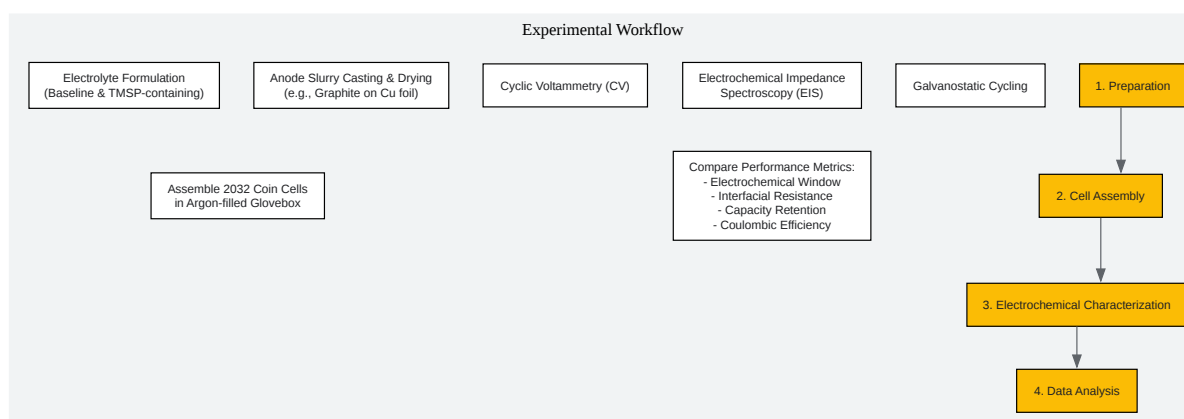 Experimental Workflow
Electrolyte Formulation
(Baseline & TMSP-containing)
Anode Slurry Casting & Drying
(e.g., Graphite on Cu foil)
Cyclic Voltammetry (CV)
Electrochemical Impedance
Spectroscopy (EIS)
Galvanostatic Cycling
1. Preparation
Assemble 2032 Coin Cells
in Argon-filled Glovebox
Compare Performance Metrics:
- Electrochemical Window
- Interfacial Resistance
- Capacity Retention
- Coulombic Efficiency
2. Cell Assembly
3. Electrochemical Characterization
4. Data Analysis